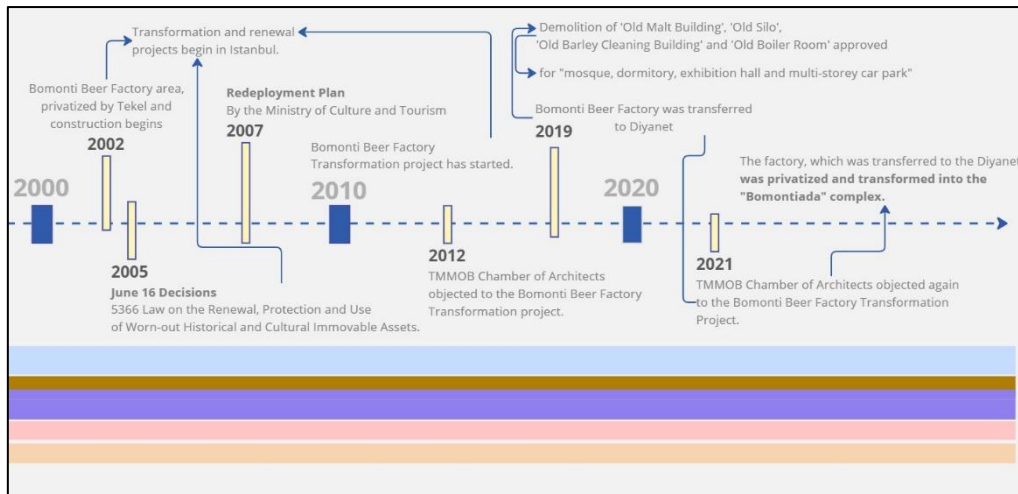 Transformation and renewal
projects begin in Istanbul.
Demolition of 'Old Malt Building', 'Old Silo',
'Old Barley Cleaning Building' and 'Old Boiler Room' approved
for "mosque, dormitory, exhibition hall and multi-storey car park"
Bomonti Beer Factory area,
privatized by Tekel and
construction begins
2002
Redeployment Plan
By the Ministry of Culture and Tourism
2007
Bomonti Beer Factory
Transformation project has started.
2010
Bomonti Beer Factory was transferred
to Diyanet
2019
The factory, which was transferred to the Diyanet
was privatized and transformed into the
"Bomontiada" complex.
2000
2020
2005
June 16 Decisions
5366 Law on the Renewal, Protection and Use
of Worn-out Historical and Cultural Immovable Assets.
2012
TMMOB Chamber of Architects
objected to the Bomonti Beer Factory
Transformation project.
2021
TMMOB Chamber of Architects objected again
to the Bomonti Beer Factory Transformation
Project.